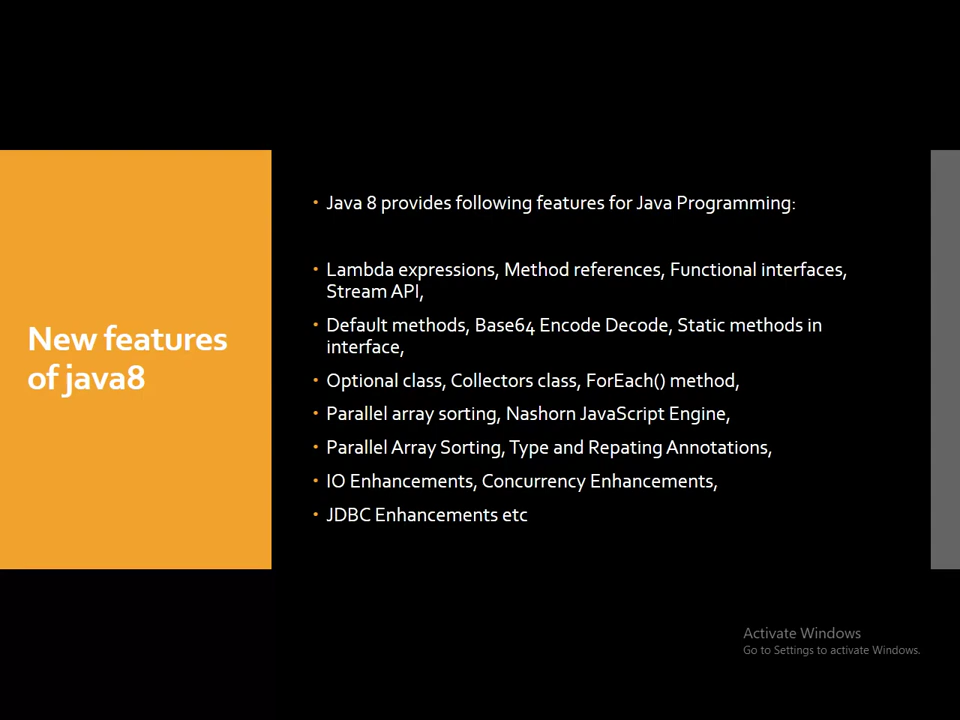 New features
of java8
• Java 8 provides following features for Java Programming:
• Lambda expressions, Method references, Functional interfaces,
Stream API,
• Default methods, Base64 Encode Decode, Static methods in
interface,
• Optional class, Collectors class, ForEach() method,
• Parallel array sorting, Nashorn JavaScript Engine,
• Parallel Array Sorting, Type and Repating Annotations,
• IO Enhancements, Concurrency Enhancements,
• JDBC Enhancements etc
Activate Windows
Go to Settings to activate Windows.